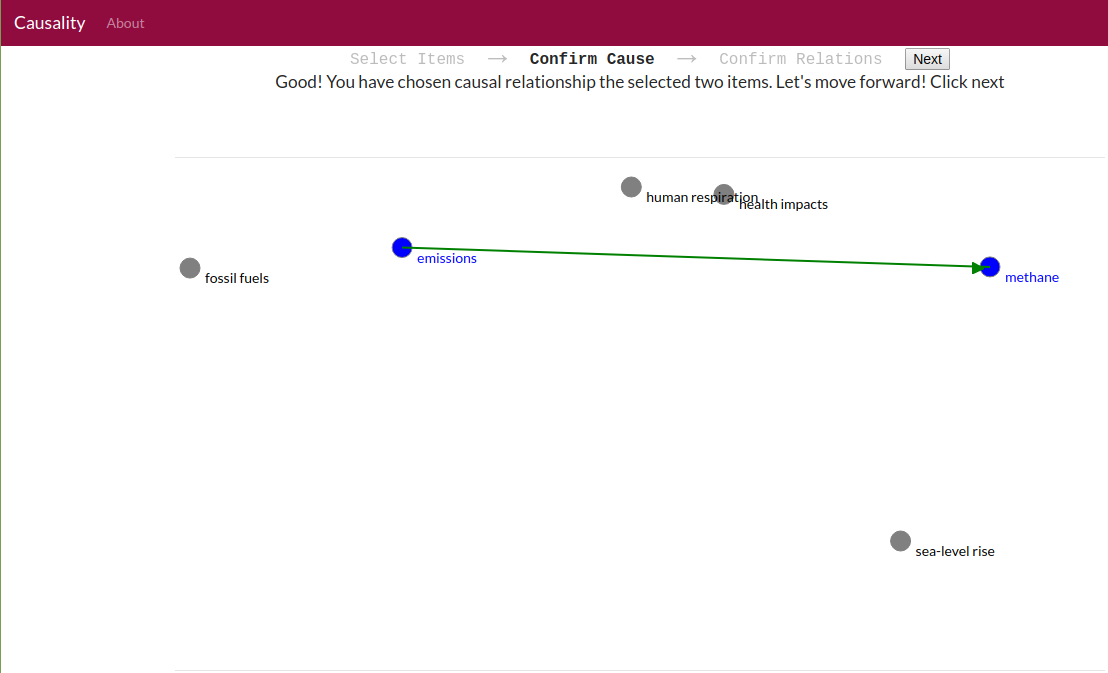 Causality About
Select Items → Confirm Cause → Confirm Relations Next
Good! You have chosen causal relationship the selected two items. Let's move forward! Click next
human respiration
health impacts
emissions
fossil fuels
methane
sea-level rise